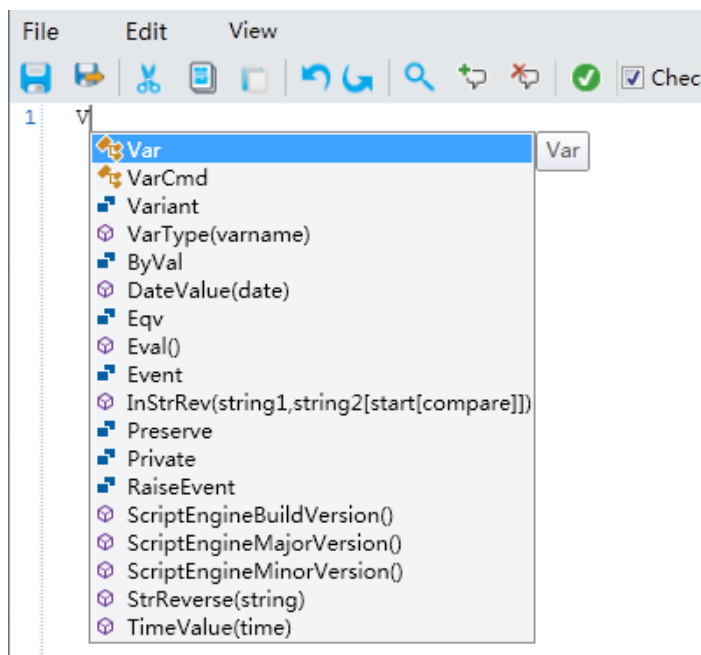 File Edit View
Chec
1 V
Var Var
VarCmd
Variant
VarType(varname)
ByVal
DateValue(date)
Eqv
Eval()
Event
InStrRev(string1,string2[start[compare]])
Preserve
Private
RaiseEvent
ScriptEngineBuildVersion()
ScriptEngineMajorVersion()
ScriptEngineMinorVersion()
StrReverse(string)
TimeValue(time)